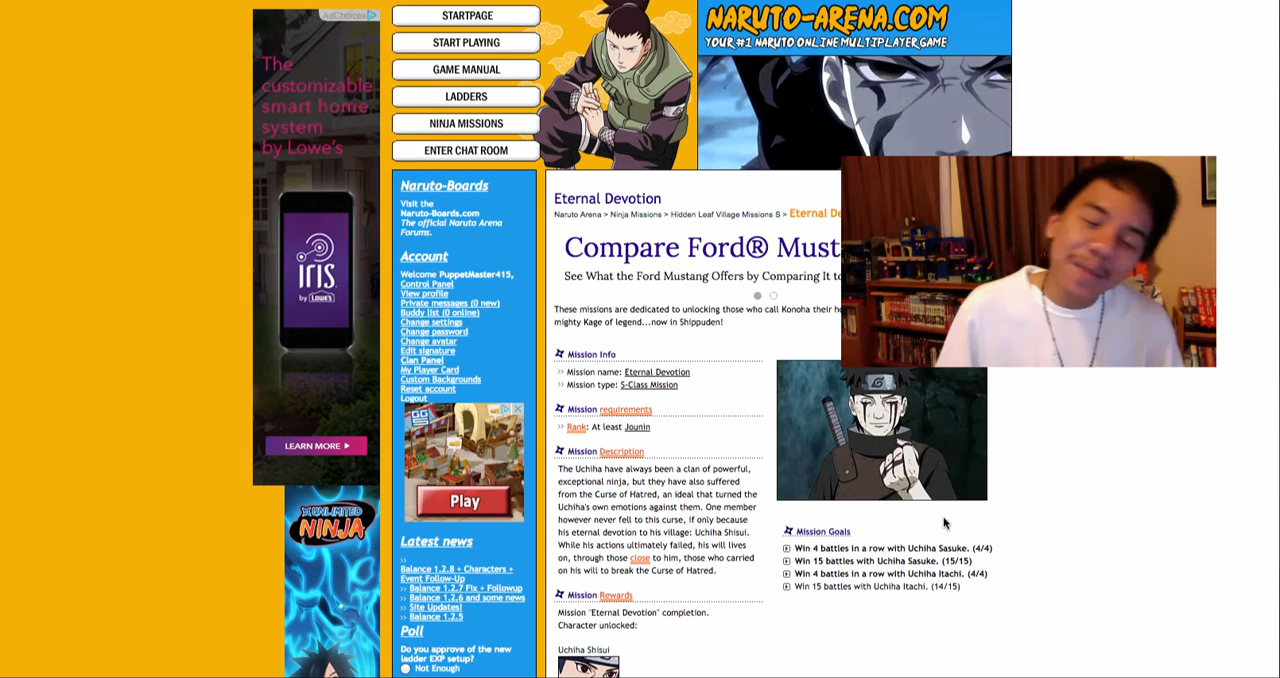 AdChoices
The
customizable
smart home
system
by Lowe's
iris
by LOWE'S
LEARN MORE
UNLIMITED
NINJA
STARTPAGE
START PLAYING
GAME MANUAL
LADDERS
NINJA MISSIONS
ENTER CHAT ROOM
NARUTO-ARENA.COM
YOUR #1 NARUTO ONLINE MULTIPLAYER GAME
Naruto-Boards
Visit the
Naruto-Boards.com
The official Naruto Arena
Forums.
Account
Welcome PuppetMaster415,
Control Panel
View profile
Private messages (0 new)
Buddy list (0 online)
Change settings
Change password
Change avatar
Edit signature
Clan Panel
My Player Card
Custom Backgrounds
Reset account
Logout
GG
Play
Latest news
Balance 1.2.8 + Characters +
Event Follow-Up
Balance 1.2.7 Fix + Followup
Balance 1.2.6 and some news
Site Updates!
Balance 1.2.5
Poll
Do you approve of the new
ladder EXP setup?
Not Enough
Eternal Devotion
Naruto Arena > Ninja Missions > Hidden Leaf Village Missions S > Eternal De
Compare Ford® Must
See What the Ford Mustang Offers by Comparing It to
These missions are dedicated to unlocking those who call Konoha their h
mighty Kage of legend...now in Shippuden!
Mission Info
Mission name: Eternal Devotion
Mission type: S-Class Mission
Mission requirements
Rank: At least Jounin
Mission Description
The Uchiha have always been a clan of powerful,
exceptional ninja, but they have also suffered
from the Curse of Hatred, an ideal that turned the
Uchiha's own emotions against them. One member
however never fell to this curse, if only because
his eternal devotion to his village: Uchiha Shisui.
While his actions ultimately failed, his will lives
on, through those close to him, those who carried
on his will to break the Curse of Hatred.
Mission Rewards
Mission "Eternal Devotion" completion.
Character unlocked:
Uchiha Shisui
Mission Goals
Win 4 battles in a row with Uchiha Sasuke. (4/4)
Win 15 battles with Uchiha Sasuke. (15/15)
Win 4 battles in a row with Uchiha Itachi. (4/4)
Win 15 battles with Uchiha Itachi. (14/15)